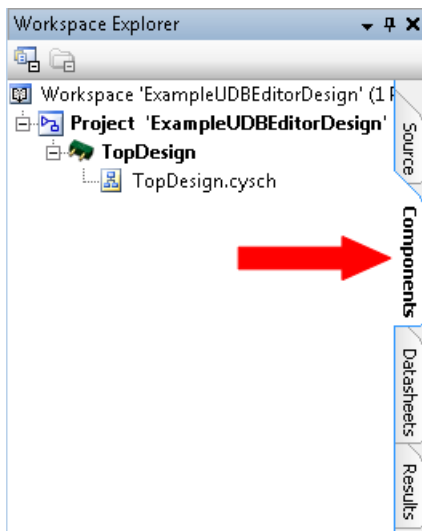 Workspace Explorer
Workspace 'ExampleUDBEditorDesign' (1
Project 'ExampleUDBEditorDesign'
TopDesign
TopDesign.cysch
Source
Components
Datasheets
Results